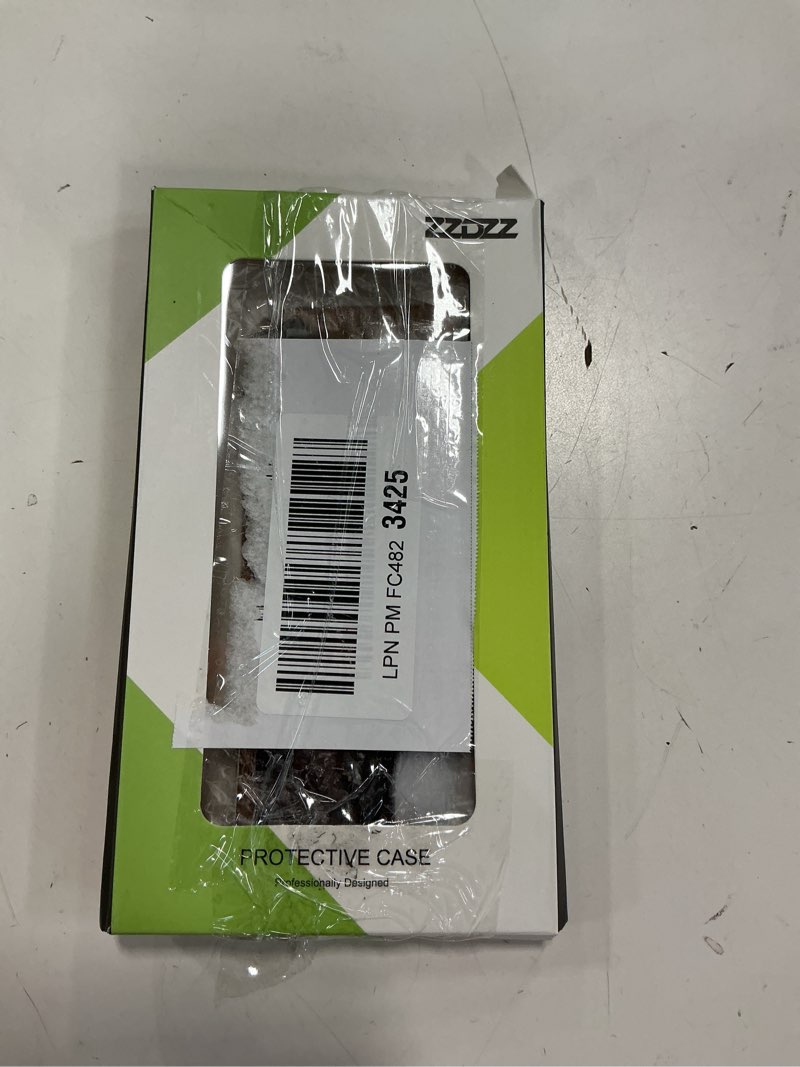 ZZDZZ
LPN PM FC482 3425
PROTECTIVE CASE
Professionally Designed